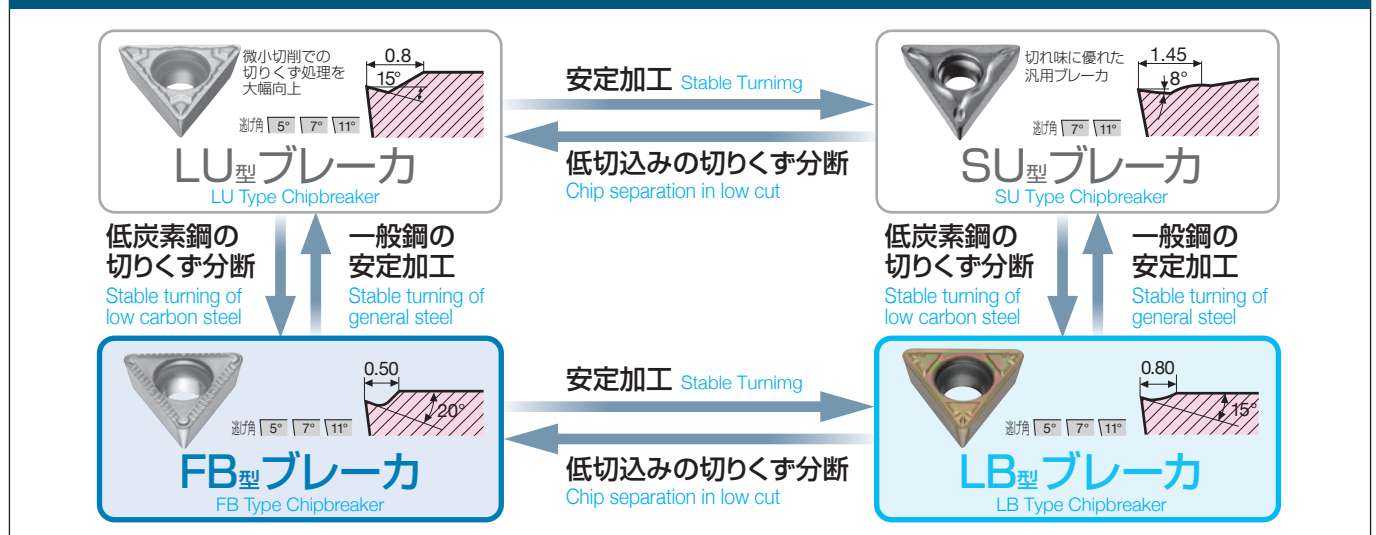 微小切削での
切りくず処理を
大幅向上
0.8
15°
逃げ角 5° 7° 11°
LU型ブレーカ
LU Type Chipbreaker
安定加工 Stable Turnimg
低切込みの切りくず分断
Chip separation in low cut
切れ味に優れた
汎用ブレーカ
1.45
8°
逃げ角 7° 11°
SU型ブレーカ
SU Type Chipbreaker
低炭素鋼の
切りくず分断
Stable turning of
low carbon steel
一般鋼の
安定加工
Stable turning of
general steel
低炭素鋼の
切りくず分断
Stable turning of
low carbon steel
一般鋼の
安定加工
Stable turning of
general steel
0.50
20°
逃げ角 5° 7° 11°
FB型ブレーカ
FB Type Chipbreaker
安定加工 Stable Turnimg
低切込みの切りくず分断
Chip separation in low cut
0.80
15°
逃げ角 5° 7° 11°
LB型ブレーカ
LB Type Chipbreaker